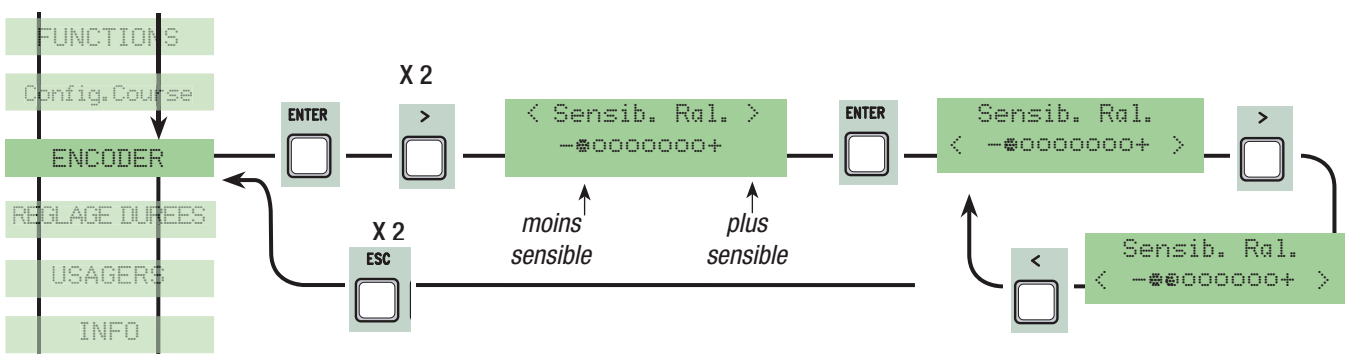 FUNCTIONS
Config.Course
ENCODER
REGLAGE DUREES
USAGERS
INFO
ENTER
X 2
>
< Sensib. Ral. >
-●ooooooo+
moins
sensible
plus
sensible
ENTER
Sensib. Ral.
< -●ooooooo+ >
>
Sensib. Ral.
< -●●oooooo+ >
<
X 2
ESC